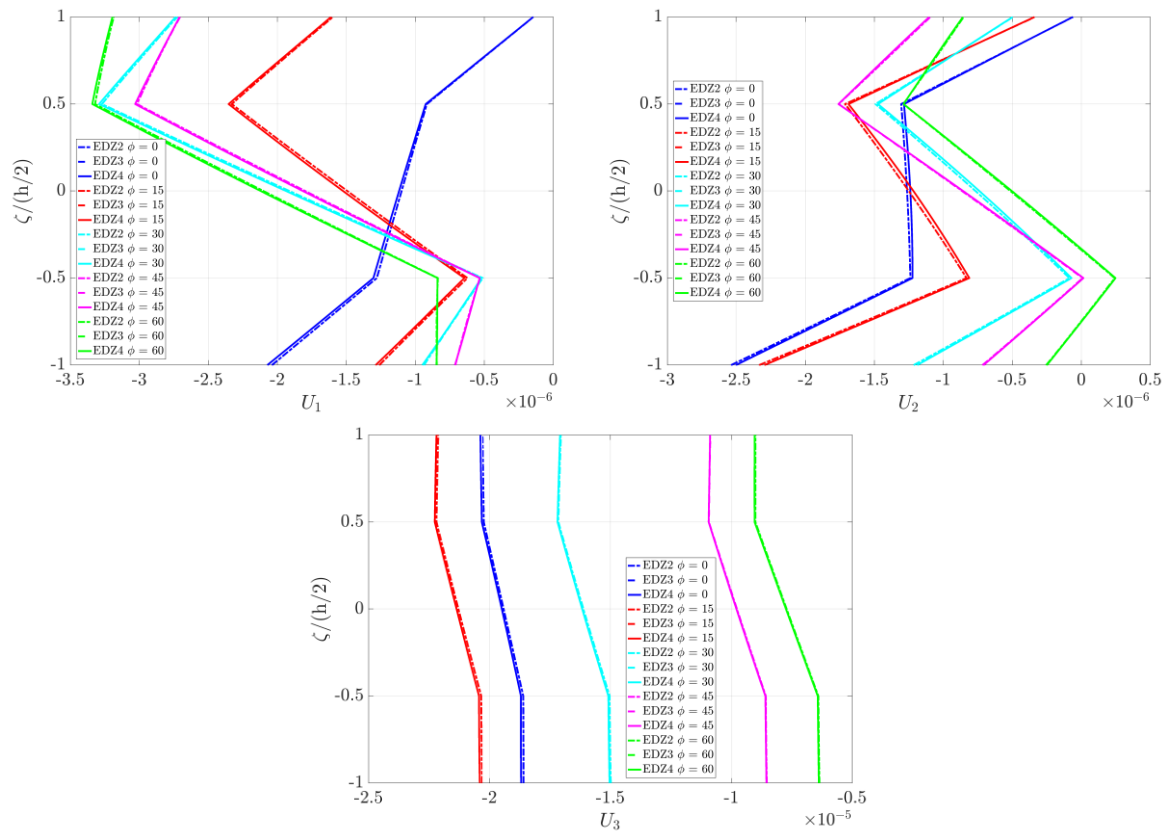 1
0.5
0
-0.5
-1
ζ/(h/2)
EDZ2 ϕ = 0
EDZ3 ϕ = 0
EDZ4 ϕ = 0
EDZ2 ϕ = 15
EDZ3 ϕ = 15
EDZ4 ϕ = 15
EDZ2 ϕ = 30
EDZ3 ϕ = 30
EDZ4 ϕ = 30
EDZ2 ϕ = 45
EDZ3 ϕ = 45
EDZ4 ϕ = 45
EDZ2 ϕ = 60
EDZ3 ϕ = 60
EDZ4 ϕ = 60
-3.5 -3 -2.5 -2 -1.5 -1 -0.5 0
U₁ ×10⁻⁶
1
0.5
0
-0.5
-1
ζ/(h/2)
EDZ2 ϕ = 0
EDZ3 ϕ = 0
EDZ4 ϕ = 0
EDZ2 ϕ = 15
EDZ3 ϕ = 15
EDZ4 ϕ = 15
EDZ2 ϕ = 30
EDZ3 ϕ = 30
EDZ4 ϕ = 30
EDZ2 ϕ = 45
EDZ3 ϕ = 45
EDZ4 ϕ = 45
EDZ2 ϕ = 60
EDZ3 ϕ = 60
EDZ4 ϕ = 60
-3 -2.5 -2 -1.5 -1 -0.5 0 0.5
U₂ ×10⁻⁶
1
0.5
0
-0.5
-1
ζ/(h/2)
EDZ2 ϕ = 0
EDZ3 ϕ = 0
EDZ4 ϕ = 0
EDZ2 ϕ = 15
EDZ3 ϕ = 15
EDZ4 ϕ = 15
EDZ2 ϕ = 30
EDZ3 ϕ = 30
EDZ4 ϕ = 30
EDZ2 ϕ = 45
EDZ3 ϕ = 45
EDZ4 ϕ = 45
EDZ2 ϕ = 60
EDZ3 ϕ = 60
EDZ4 ϕ = 60
-2.5 -2 -1.5 -1 -0.5
U₃ ×10⁻⁵